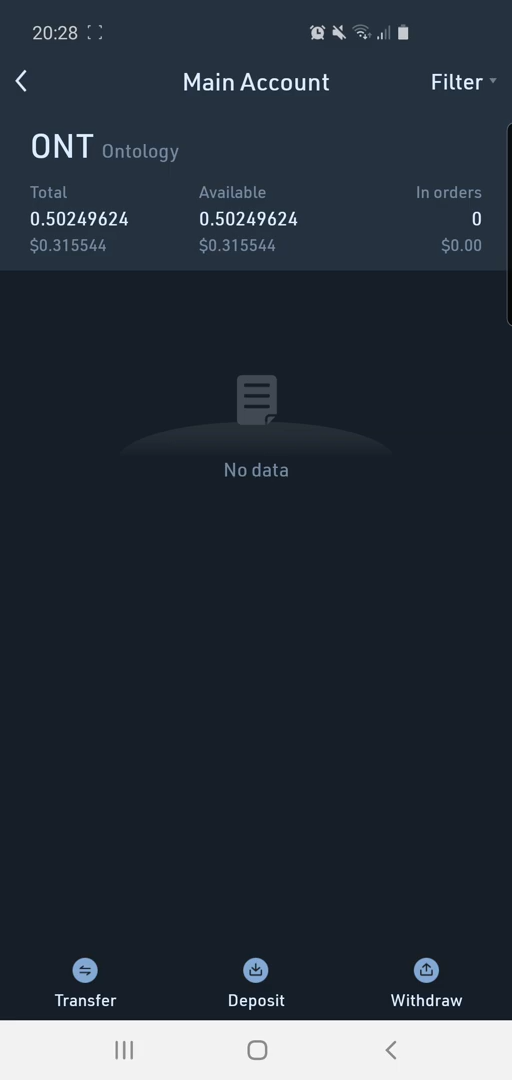 20:28
Main Account
Filter
ONT Ontology
Total Available In orders
0.50249624 0.50249624 0
$0.315544 $0.315544 $0.00
No data
Transfer Deposit Withdraw